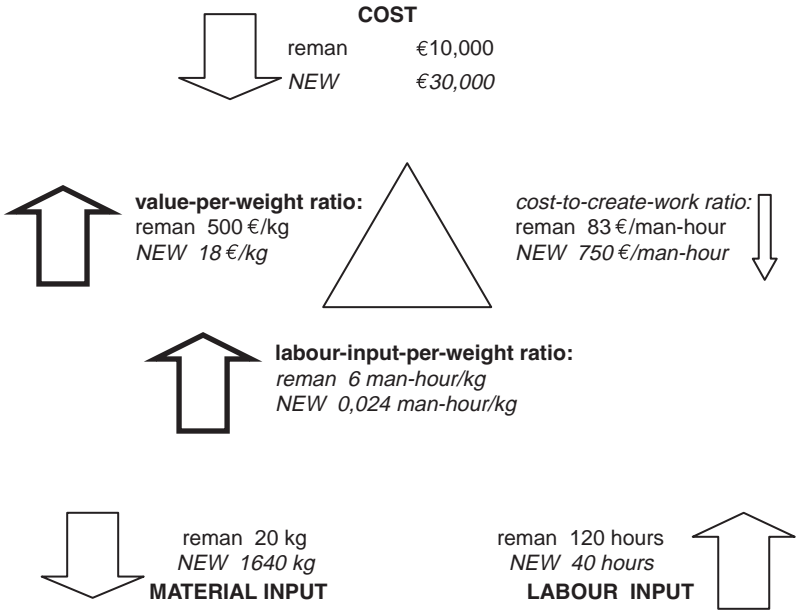 COST
reman €10,000
NEW €30,000
value-per-weight ratio:
reman 500 €/kg
NEW 18 €/kg
cost-to-create-work ratio:
reman 83 €/man-hour
NEW 750 €/man-hour
labour-input-per-weight ratio:
reman 6 man-hour/kg
NEW 0,024 man-hour/kg
reman 20 kg
NEW 1640 kg
MATERIAL INPUT
reman 120 hours
NEW 40 hours
LABOUR INPUT